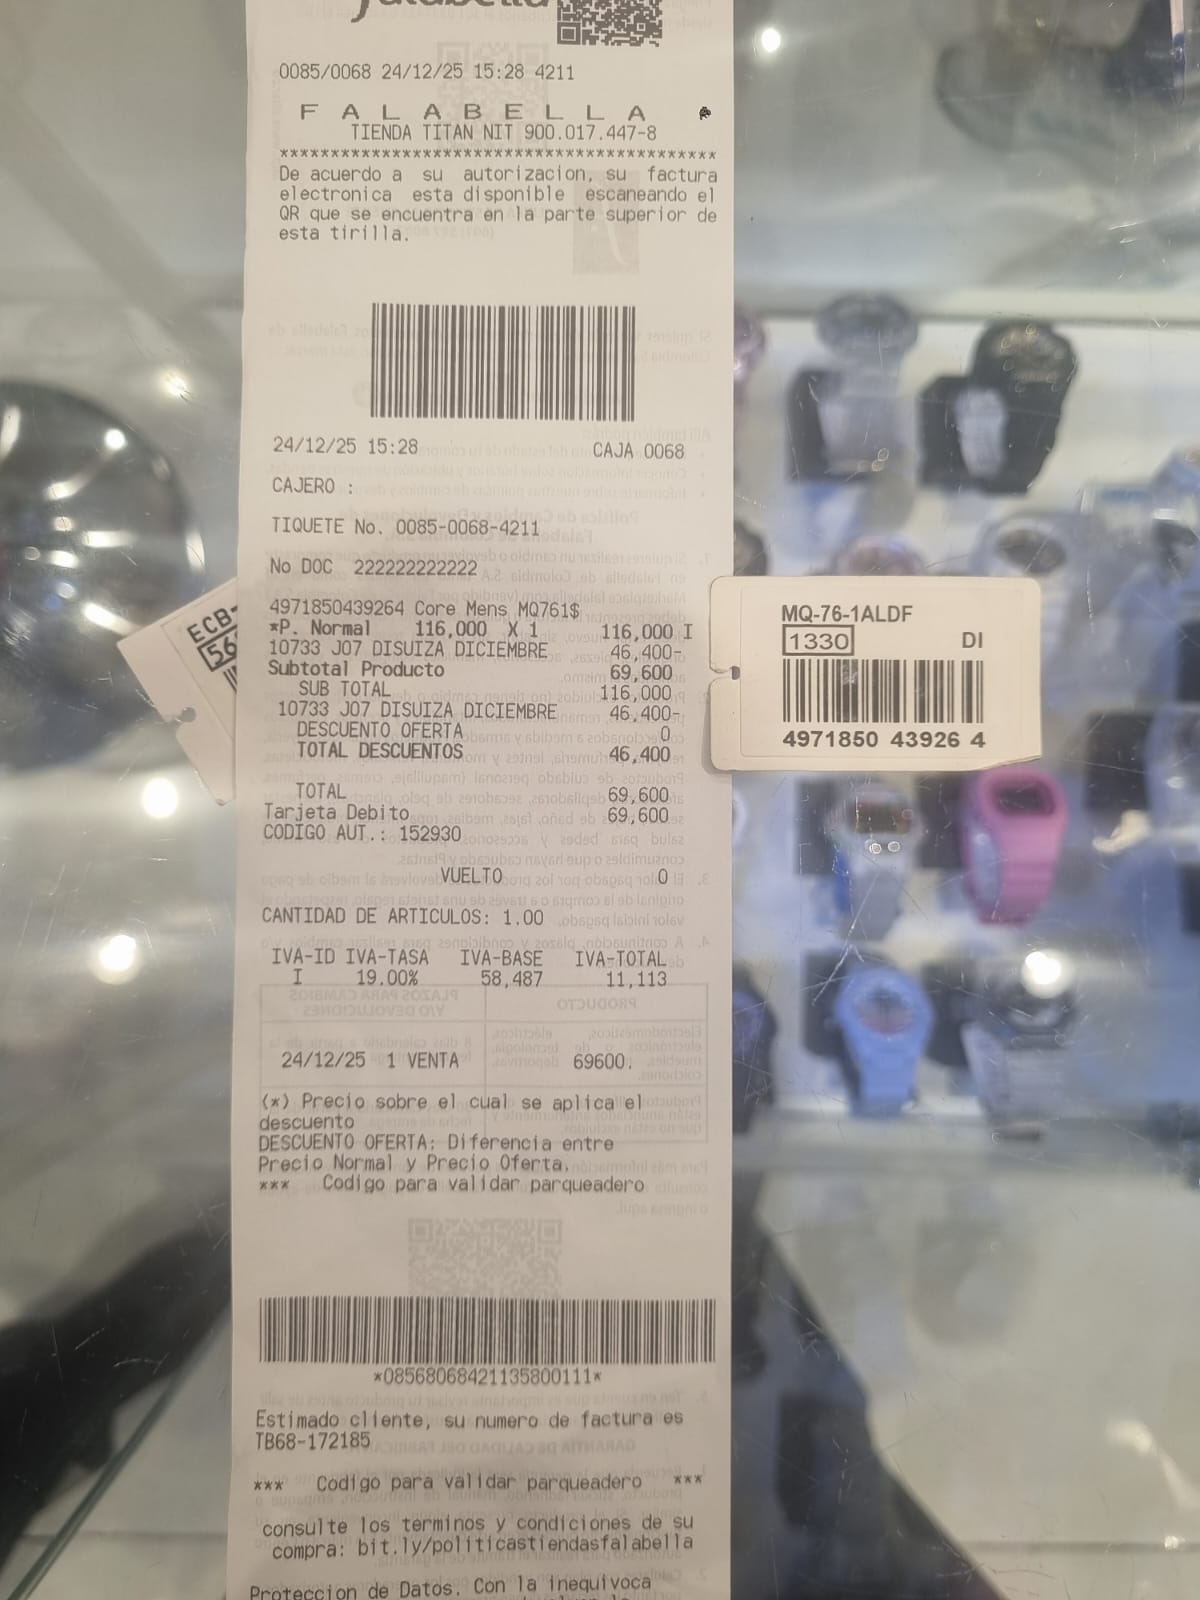 falabella
0085/0068 24/12/25 15:28 4211
F A L A B E L L A
TIENDA TITAN NIT 900.017.447-8
*******************************************
De acuerdo a su autorizacion, su factura
electronica esta disponible escaneando el
QR que se encuentra en la parte superior de
esta tirilla.
24/12/25 15:28 CAJA 0068
CAJERO :
TIQUETE No. 0085-0068-4211
No DOC 222222222222
4971850439264 Core Mens MQ761$
*P. Normal 116,000 X 1 116,000 I
10733 J07 DISUIZA DICIEMBRE 46,400-
Subtotal Producto 69,600
SUB TOTAL 116,000
10733 J07 DISUIZA DICIEMBRE 46,400-
DESCUENTO OFERTA 0
TOTAL DESCUENTOS 46,400
TOTAL 69,600
Tarjeta Debito 69,600
CODIGO AUT.: 152930
VUELTO 0
CANTIDAD DE ARTICULOS: 1.00
IVA-ID IVA-TASA IVA-BASE IVA-TOTAL
I 19.00% 58,487 11,113
24/12/25 1 VENTA 69600.
(*) Precio sobre el cual se aplica el
descuento
DESCUENTO OFERTA: Diferencia entre
Precio Normal y Precio Oferta.
*** Codigo para validar parqueadero
*08568068421135800111*
Estimado cliente, su numero de factura es
TB68-172185
*** Codigo para validar parqueadero ***
consulte los terminos y condiciones de su
compra: bit.ly/politicastiendasfalabella
Proteccion de Datos. Con la inequivoca
ECB-
56
MQ-76-1ALDF
1330 DI
4971850 43926 4